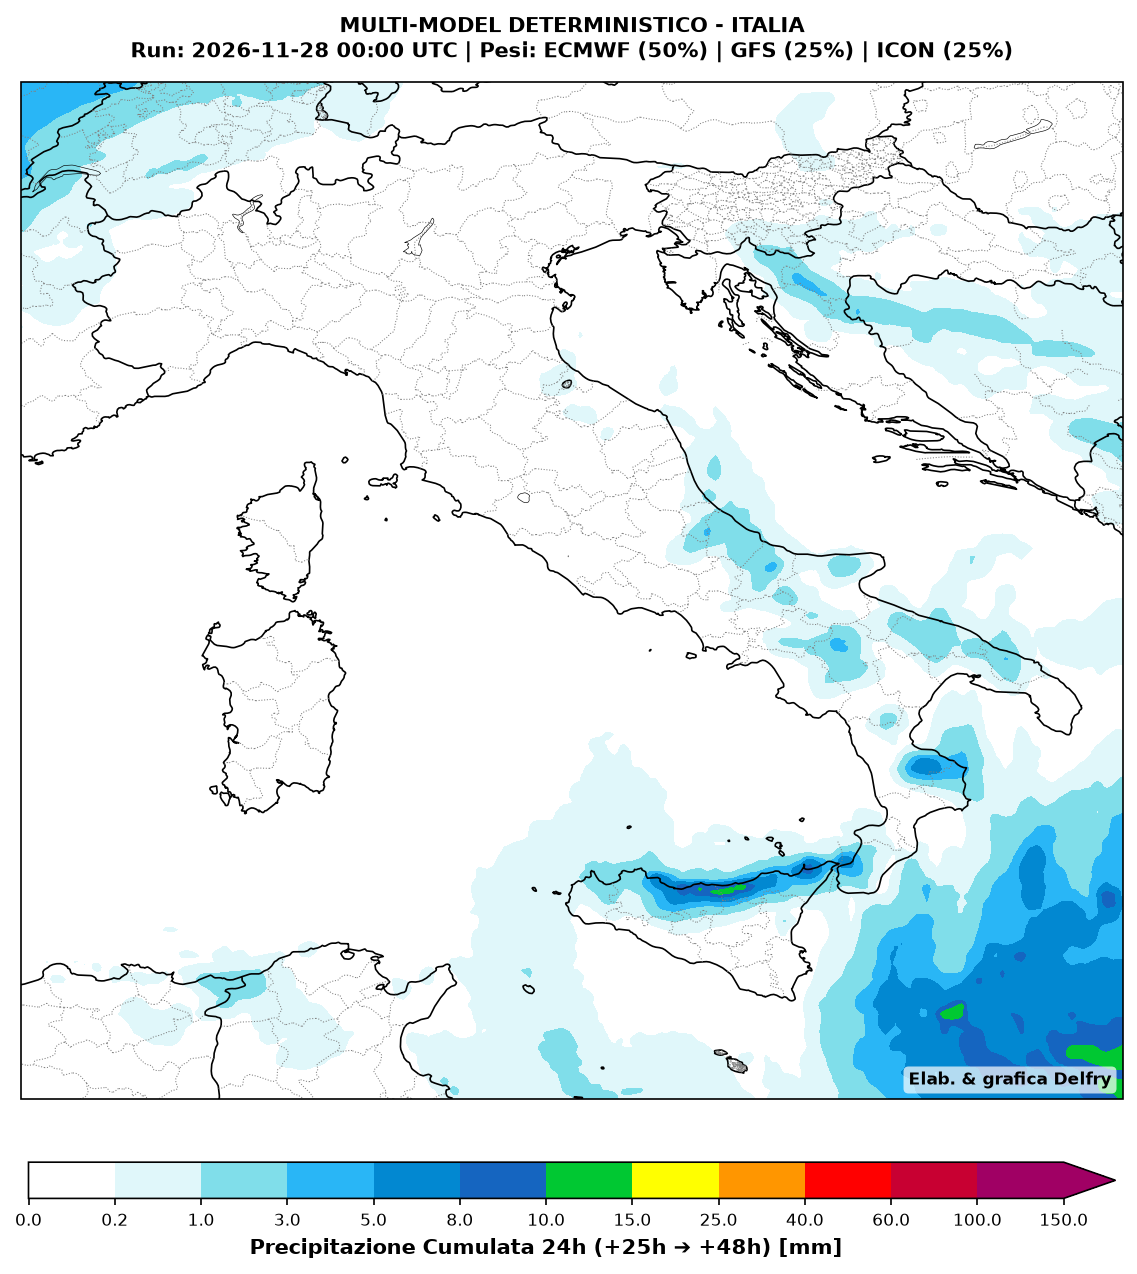 MULTI-MODEL DETERMINISTICO - ITALIA
Run: 2026-11-28 00:00 UTC | Pesi: ECMWF (50%) | GFS (25%) | ICON (25%)
Elab. & grafica Delfry
0.0 0.2 1.0 3.0 5.0 8.0 10.0 15.0 25.0 40.0 60.0 100.0 150.0
Precipitazione Cumulata 24h (+25h → +48h) [mm]